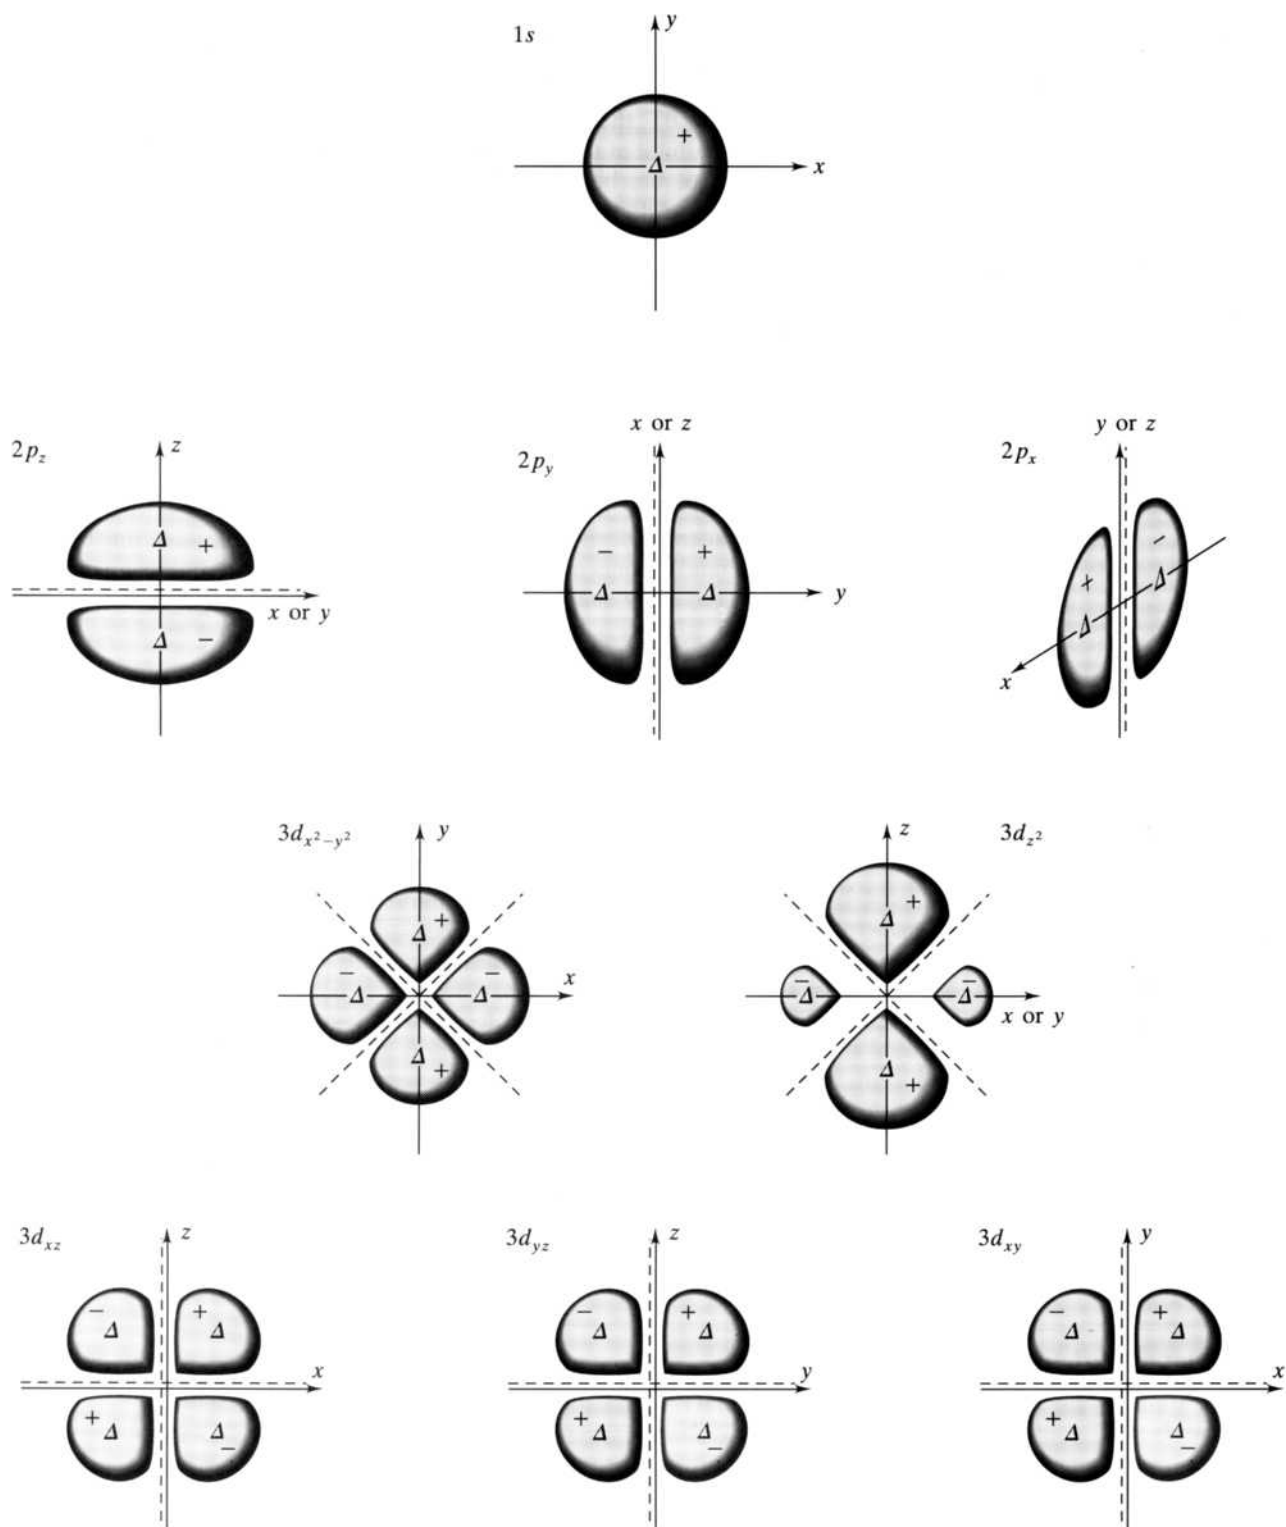 1s
y
+
Δ
x
x or z
y or z
2p_z
z
2p_y
2p_x
Δ
+
x or y
Δ
−
−
Δ
+
Δ
y
+
Δ
−
Δ
x
3d_{x²−y²}
y
z
3d_{z²}
Δ
+
−
Δ
−
Δ
x
Δ
+
Δ
+
−
Δ
−
Δ
x or y
Δ
+
3d_{xz}
z
3d_{yz}
z
3d_{xy}
y
−
Δ
+
Δ
−
Δ
+
Δ
−
Δ
+
Δ
x
y
x
+
Δ
Δ
−
+
Δ
Δ
−
+
Δ
Δ
−